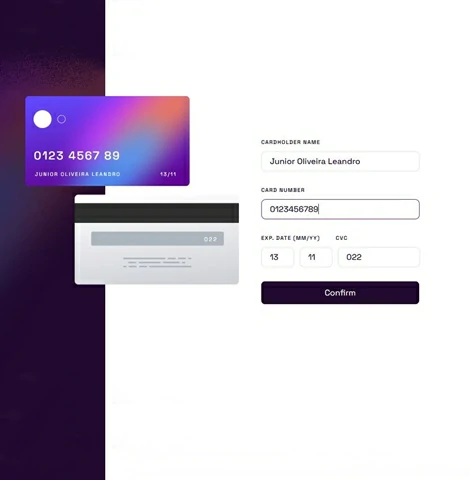 0123 4567 89
JUNIOR OLIVEIRA LEANDRO 13/11
022
CARDHOLDER NAME
Junior Oliveira Leandro
CARD NUMBER
0123456789
EXP. DATE (MM/YY) CVC
13 11 022
Confirm